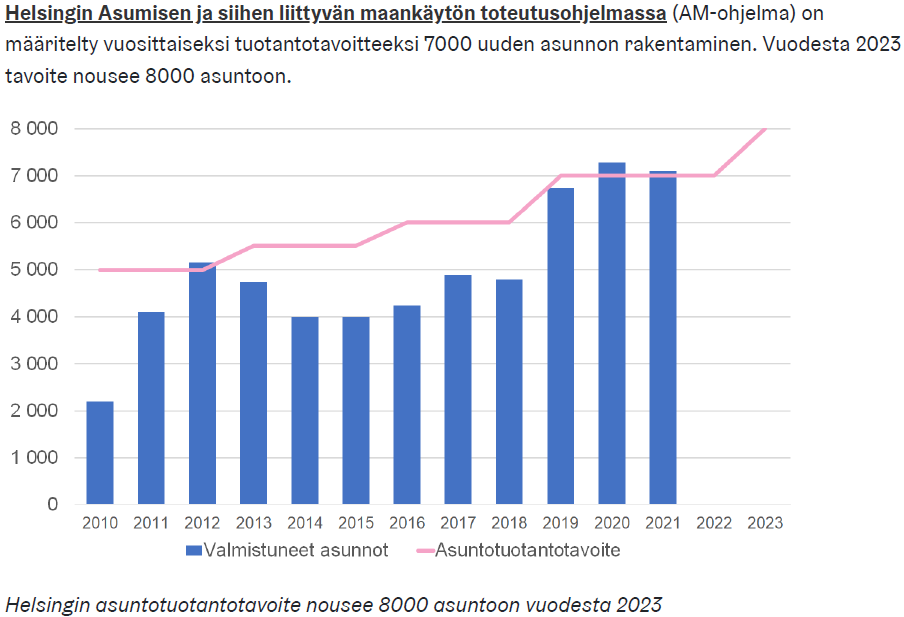 Helsingin Asumisen ja siihen liittyvän maankäytön toteutusohjelmassa (AM-ohjelma) on
määritelty vuosittaiseksi tuotantotavoitteeksi 7000 uuden asunnon rakentaminen. Vuodesta 2023
tavoite nousee 8000 asuntoon.
8 000
7 000
6 000
5 000
4 000
3 000
2 000
1 000
0
2010 2011 2012 2013 2014 2015 2016 2017 2018 2019 2020 2021 2022 2023
Valmistuneet asunnot Asuntotuotantotavoite
Helsingin asuntotuotantotavoite nousee 8000 asuntoon vuodesta 2023